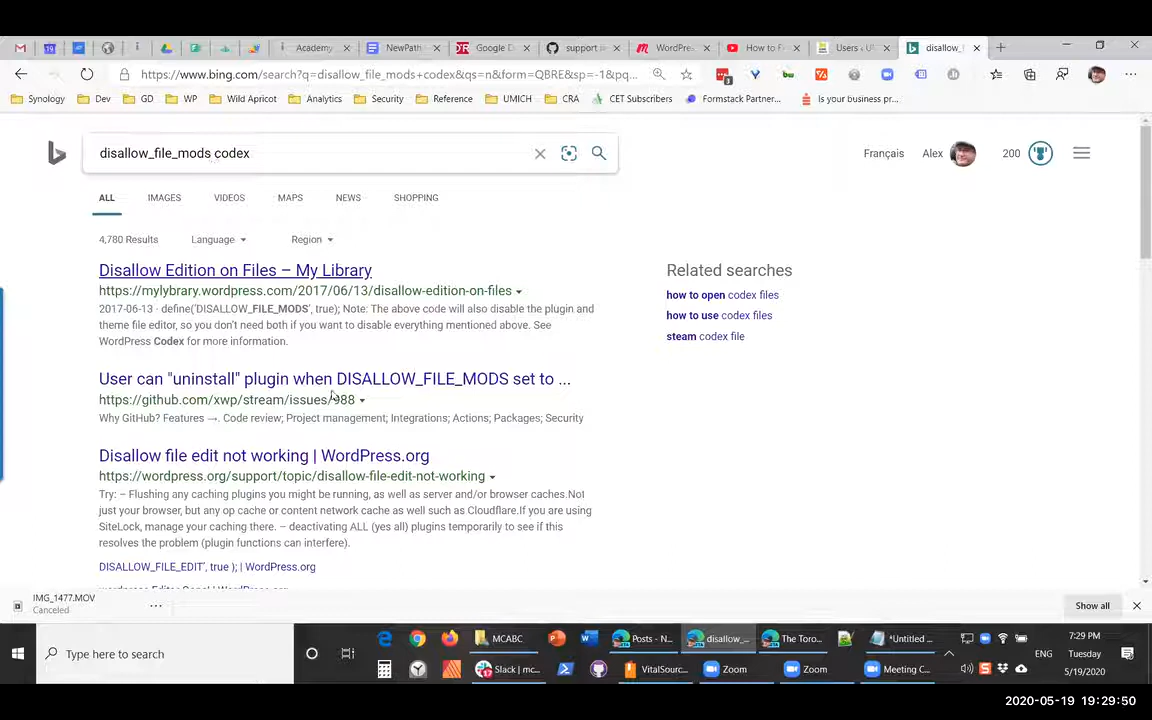 Academy
NewPath
Google D
support in
WordPre
How to F
Users ‹ U
disallow_
https://www.bing.com/search?q=disallow_file_mods+codex&qs=n&form=QBRE&sp=-1&pq...
Synology
Dev
GD
WP
Wild Apricot
Analytics
Security
Reference
UMICH
CRA
CET Subscribers
Formstack Partner...
Is your business pr...
disallow_file_mods codex
Français
Alex
200
ALL
IMAGES
VIDEOS
MAPS
NEWS
SHOPPING
4,780 Results
Language
Region
Disallow Edition on Files – My Library
https://mylybrary.wordpress.com/2017/06/13/disallow-edition-on-files
2017-06-13 · define('DISALLOW_FILE_MODS', true); Note: The above code will also disable the plugin and
theme file editor, so you don't need both if you want to disable everything mentioned above. See
WordPress Codex for more information.
Related searches
how to open codex files
how to use codex files
steam codex file
User can "uninstall" plugin when DISALLOW_FILE_MODS set to ...
https://github.com/xwp/stream/issues/988
Why GitHub? Features →. Code review; Project management; Integrations; Actions; Packages; Security
Disallow file edit not working | WordPress.org
https://wordpress.org/support/topic/disallow-file-edit-not-working
Try: – Flushing any caching plugins you might be running, as well as server and/or browser caches.Not
just your browser, but any op cache or content network cache as well such as Cloudflare.If you are using
SiteLock, manage your caching there. – deactivating ALL (yes all) plugins temporarily to see if this
resolves the problem (plugin functions can interfere).
DISALLOW_FILE_EDIT', true ); | WordPress.org
IMG_1477.MOV
Canceled
Show all
Type here to search
MCABC
Posts - N...
disallow_...
The Toro...
*Untitled ...
Slack | mc...
VitalSourc...
Zoom
Zoom
Meeting C...
ENG
7:29 PM
Tuesday
5/19/2020
2020-05-19 19:29:50